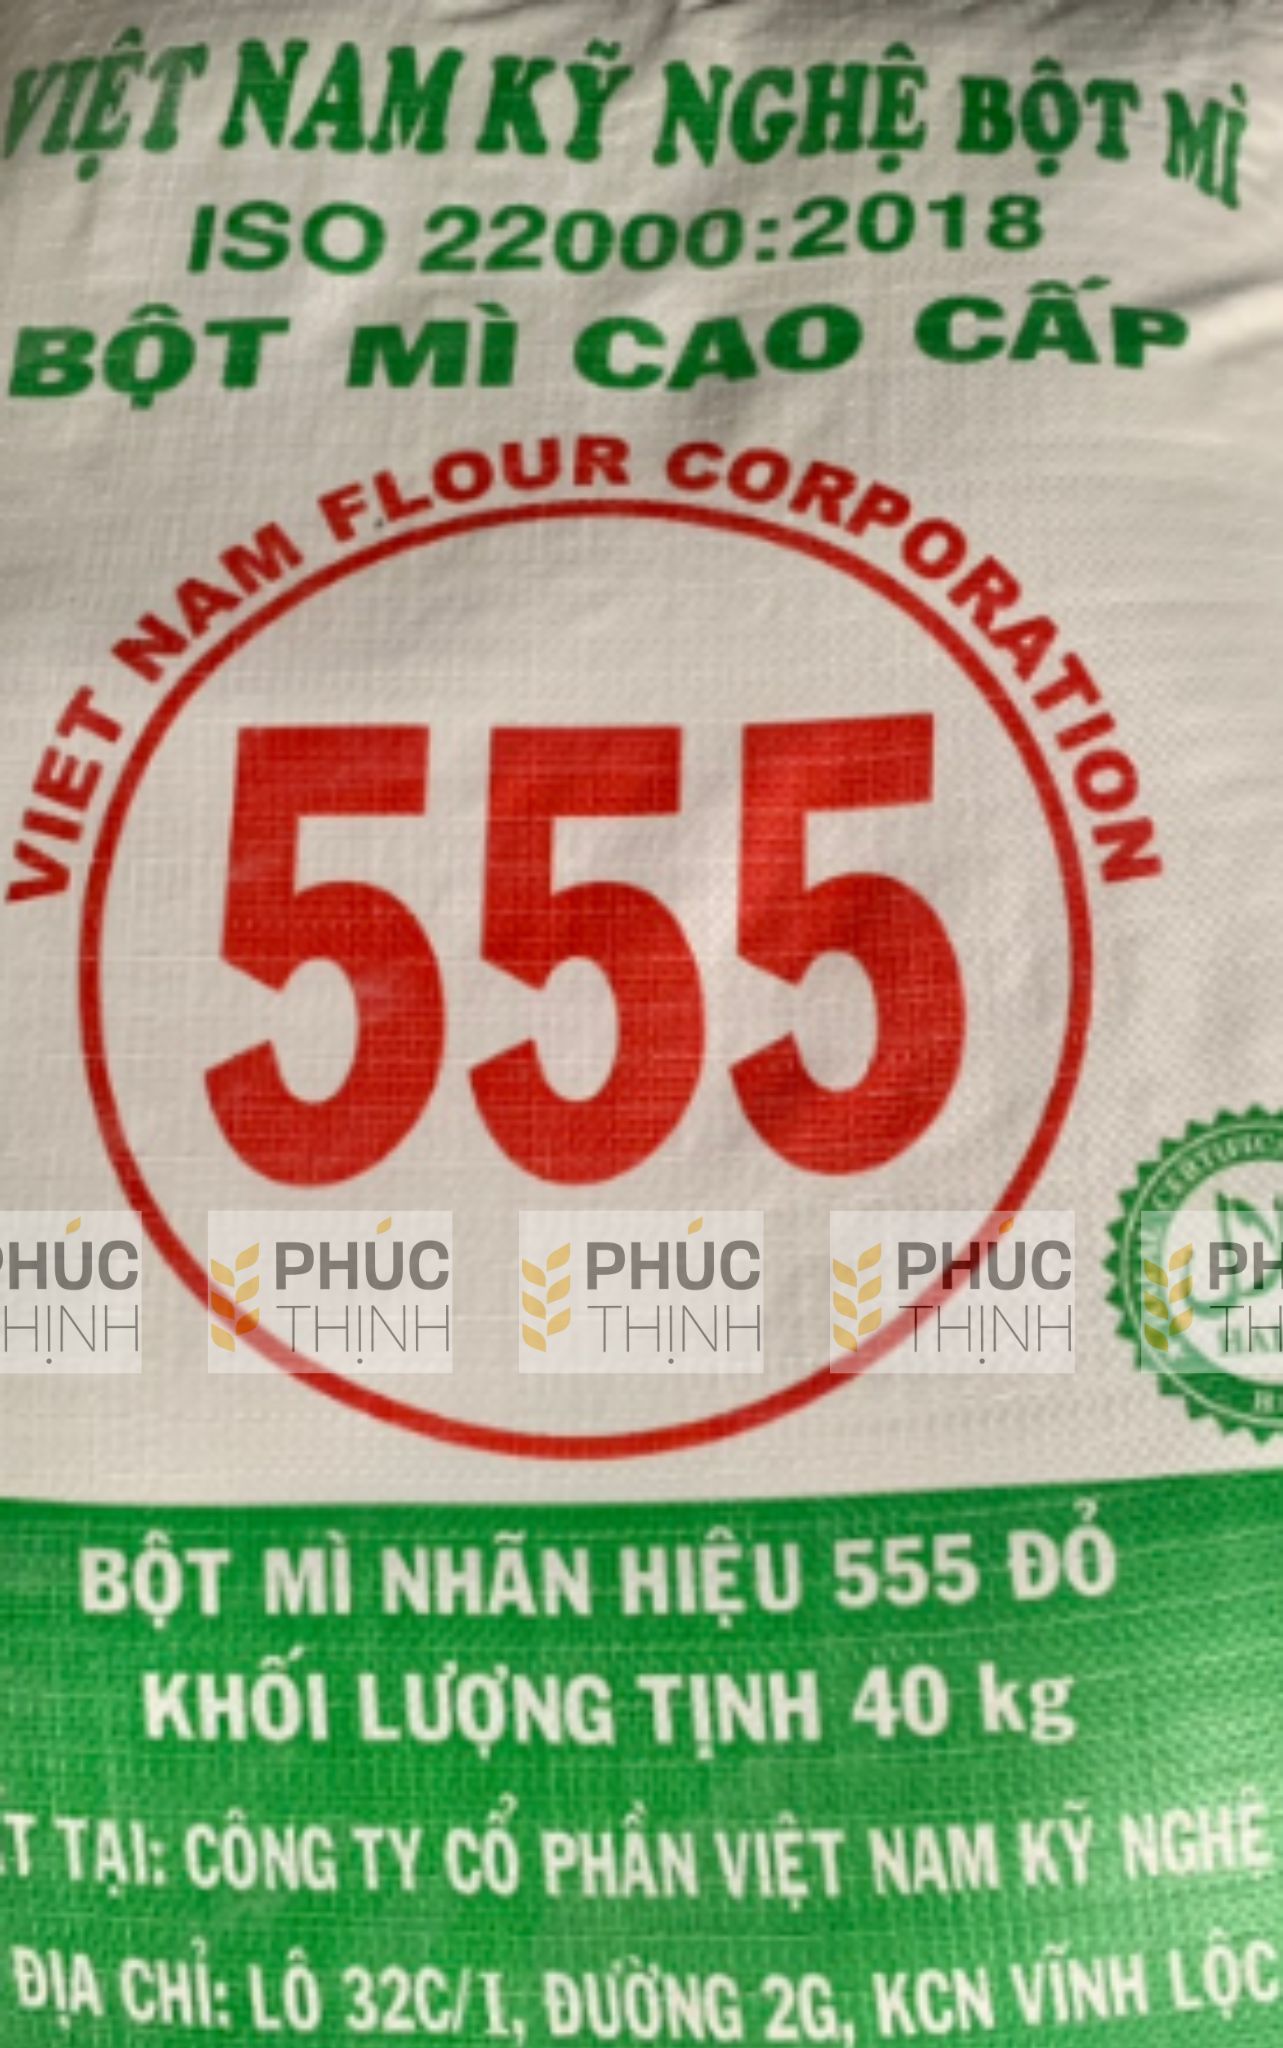 VIỆT NAM KỸ NGHỆ BỘT MÌ
ISO 22000:2018
BỘT MÌ CAO CẤP
VIET NAM FLOUR CORPORATION
555
PHÚC THỊNH
PHÚC THỊNH
PHÚC THỊNH
PHÚC THỊNH
BỘT MÌ NHÃN HIỆU 555 ĐỎ
KHỐI LƯỢNG TỊNH 40 kg
TẠI: CÔNG TY CỔ PHẦN VIỆT NAM KỸ NGHỆ
ĐỊA CHỈ: LÔ 32C/I, ĐƯỜNG 2G, KCN VĨNH LỘC